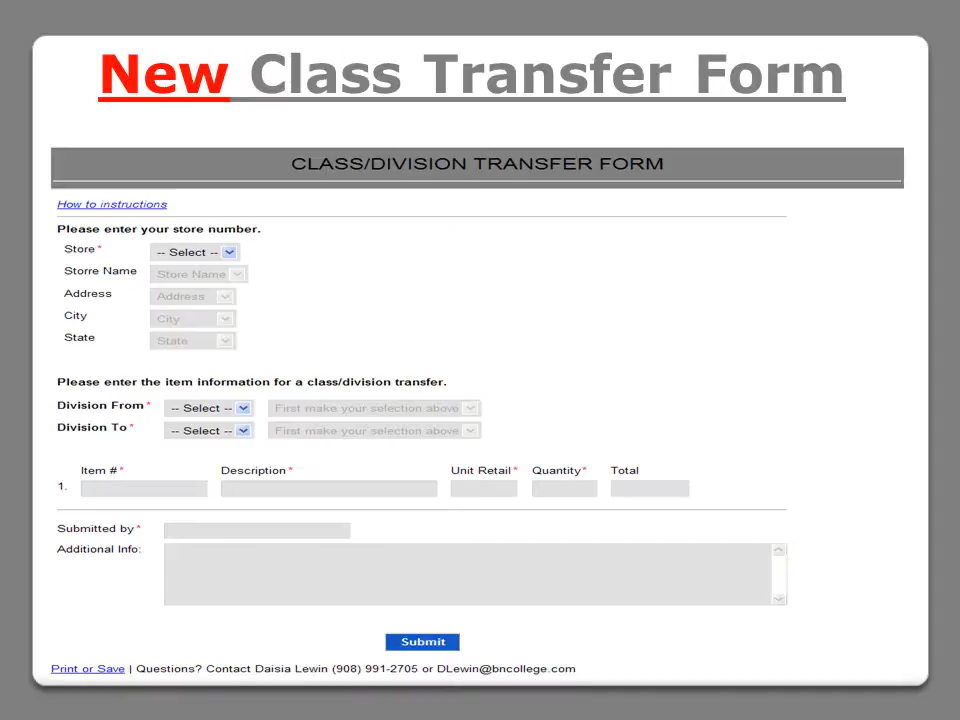 New Class Transfer Form
CLASS/DIVISION TRANSFER FORM
How to instructions
Please enter your store number.
Store* -- Select --
Storre Name Store Name
Address Address
City City
State State
Please enter the item information for a class/division transfer.
Division From* -- Select -- First make your selection above
Division To* -- Select -- First make your selection above
Item #* Description* Unit Retail* Quantity* Total
1.
Submitted by*
Additional Info:
Submit
Print or Save | Questions? Contact Daisia Lewin (908) 991-2705 or DLewin@bncollege.com